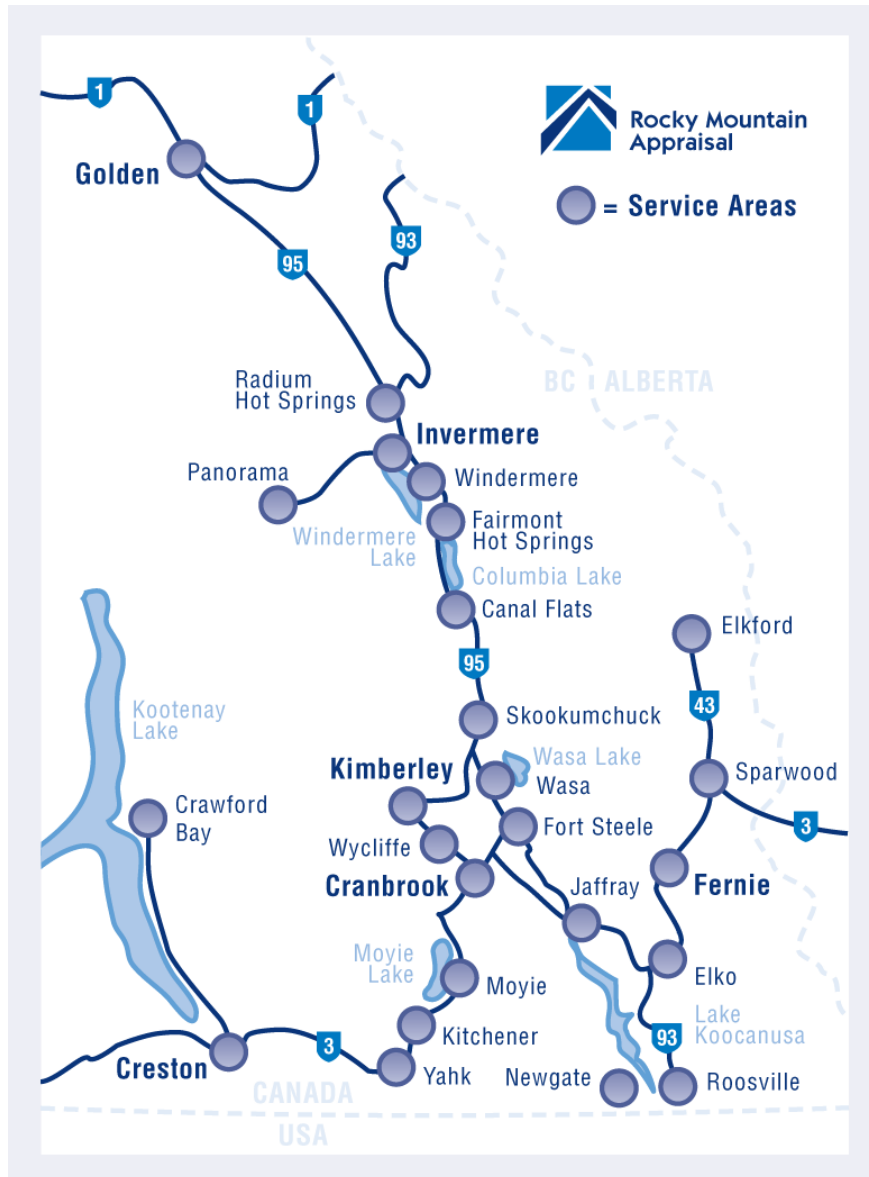 1
1
Rocky Mountain
Appraisal
Golden
= Service Areas
93
95
Radium
Hot Springs
BC
ALBERTA
Invermere
Panorama
Windermere
Windermere
Lake
Fairmont
Hot Springs
Columbia Lake
Canal Flats
Elkford
95
43
Kootenay
Lake
Skookumchuck
Wasa Lake
Kimberley
Wasa
Sparwood
Crawford
Bay
Fort Steele
3
Wycliffe
Cranbrook
Jaffray
Fernie
Moyie
Lake
Moyie
Elko
Lake
Koocanusa
Kitchener
93
3
Creston
Yahk
Newgate
Roosville
CANADA
USA